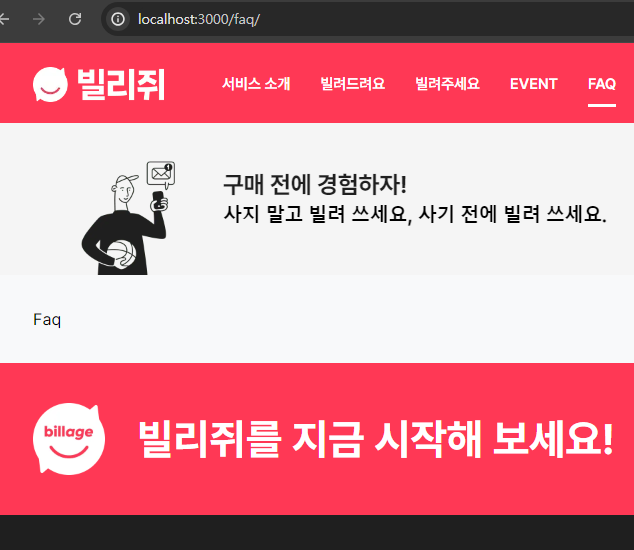 localhost:3000/faq/
빌리쥐
서비스 소개 빌려드려요 빌려주세요 EVENT FAQ
1
구매 전에 경험하자!
사지 말고 빌려 쓰세요, 사기 전에 빌려 쓰세요.
Faq
billage
빌리쥐를 지금 시작해 보세요!